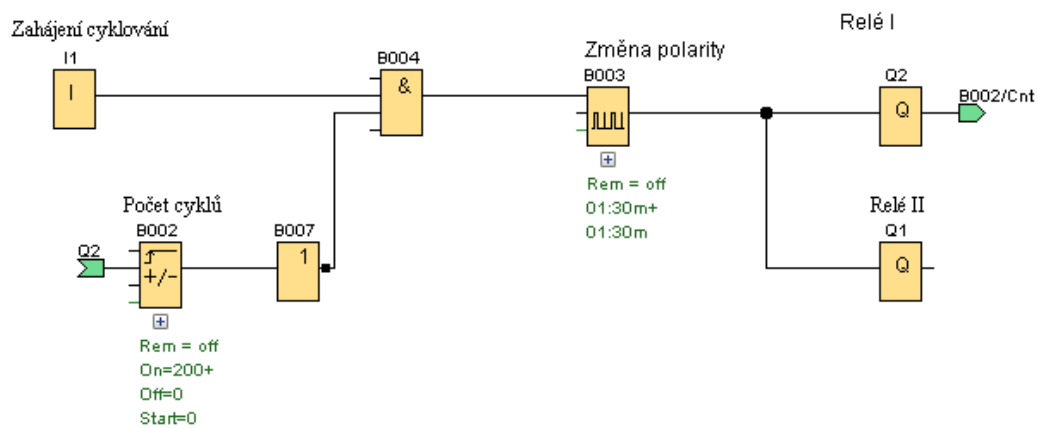 Zahájení cyklování
I1
I
B004
&
Změna polarity
B003
Rem = off
01:30m+
01:30m
Relé I
Q2
Q
B002/Cnt
Počet cyklů
B002
Q2
+/-
Rem = off
On=200+
Off=0
Start=0
B007
1
Relé II
Q1
Q